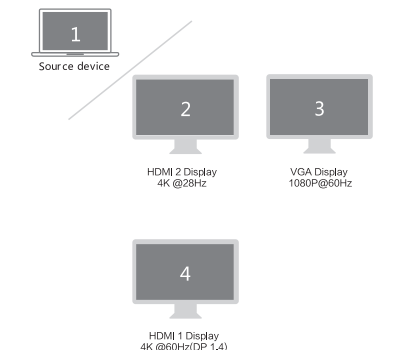 1
Source device
2
3
HDMI 2 Display
4K @28Hz
VGA Display
1080P@60Hz
4
HDMI 1 Display
4K @60Hz(DP 1.4)